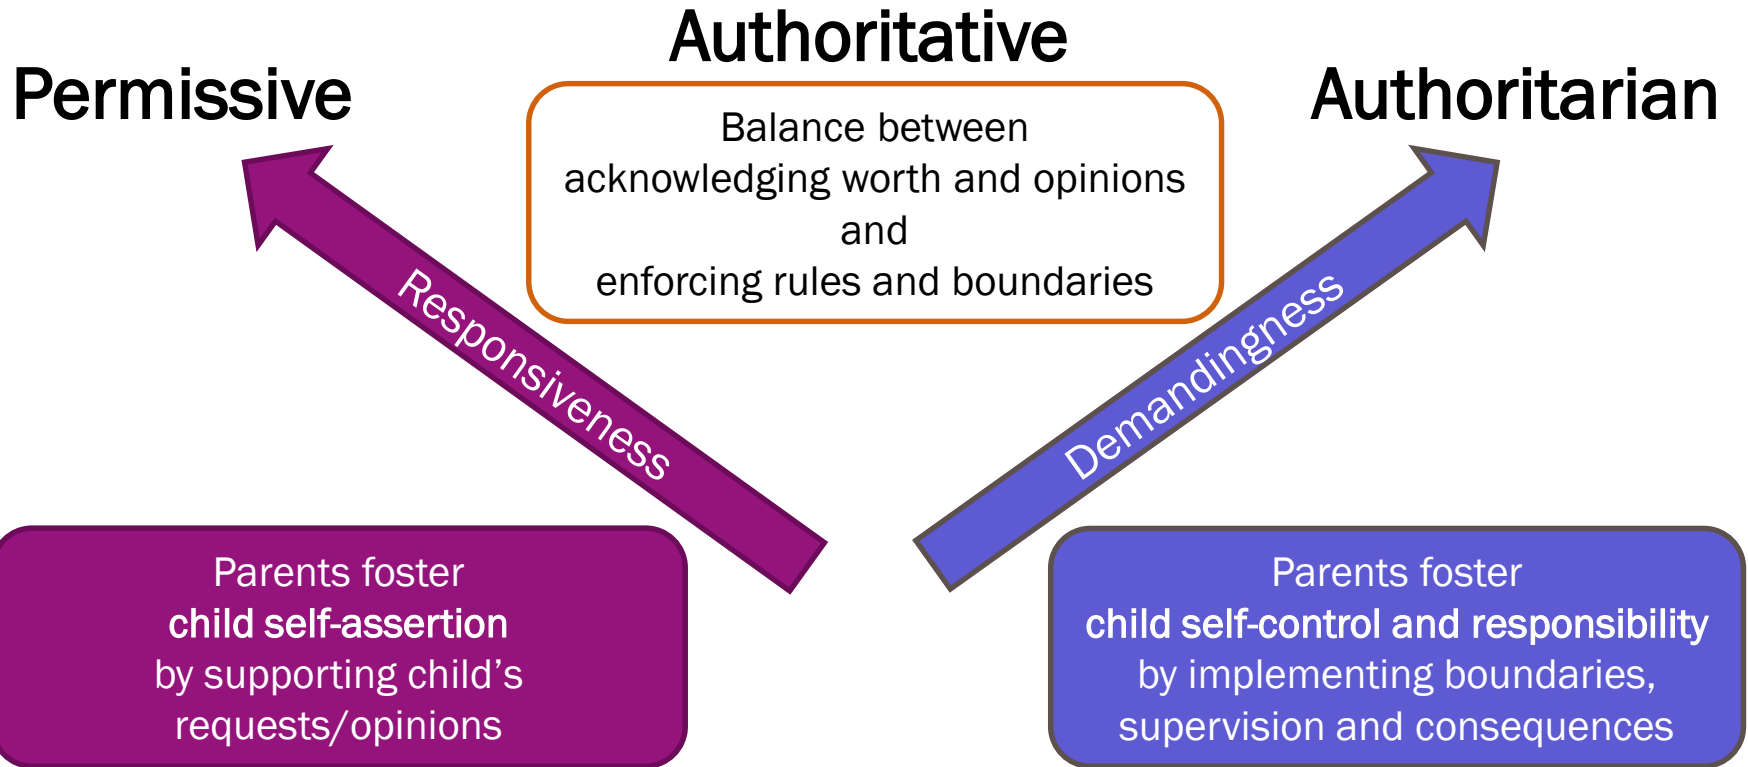 Permissive
Authoritative
Authoritarian
Balance between
acknowledging worth and opinions
and
enforcing rules and boundaries
Responsiveness
Demandingness
Parents foster
child self-assertion
by supporting child’s
requests/opinions
Parents foster
child self-control and responsibility
by implementing boundaries,
supervision and consequences